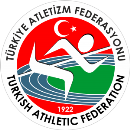 TÜRKİYE ATLETİZM FEDERASYONU
1922
TURKISH ATHLETIC FEDERATION